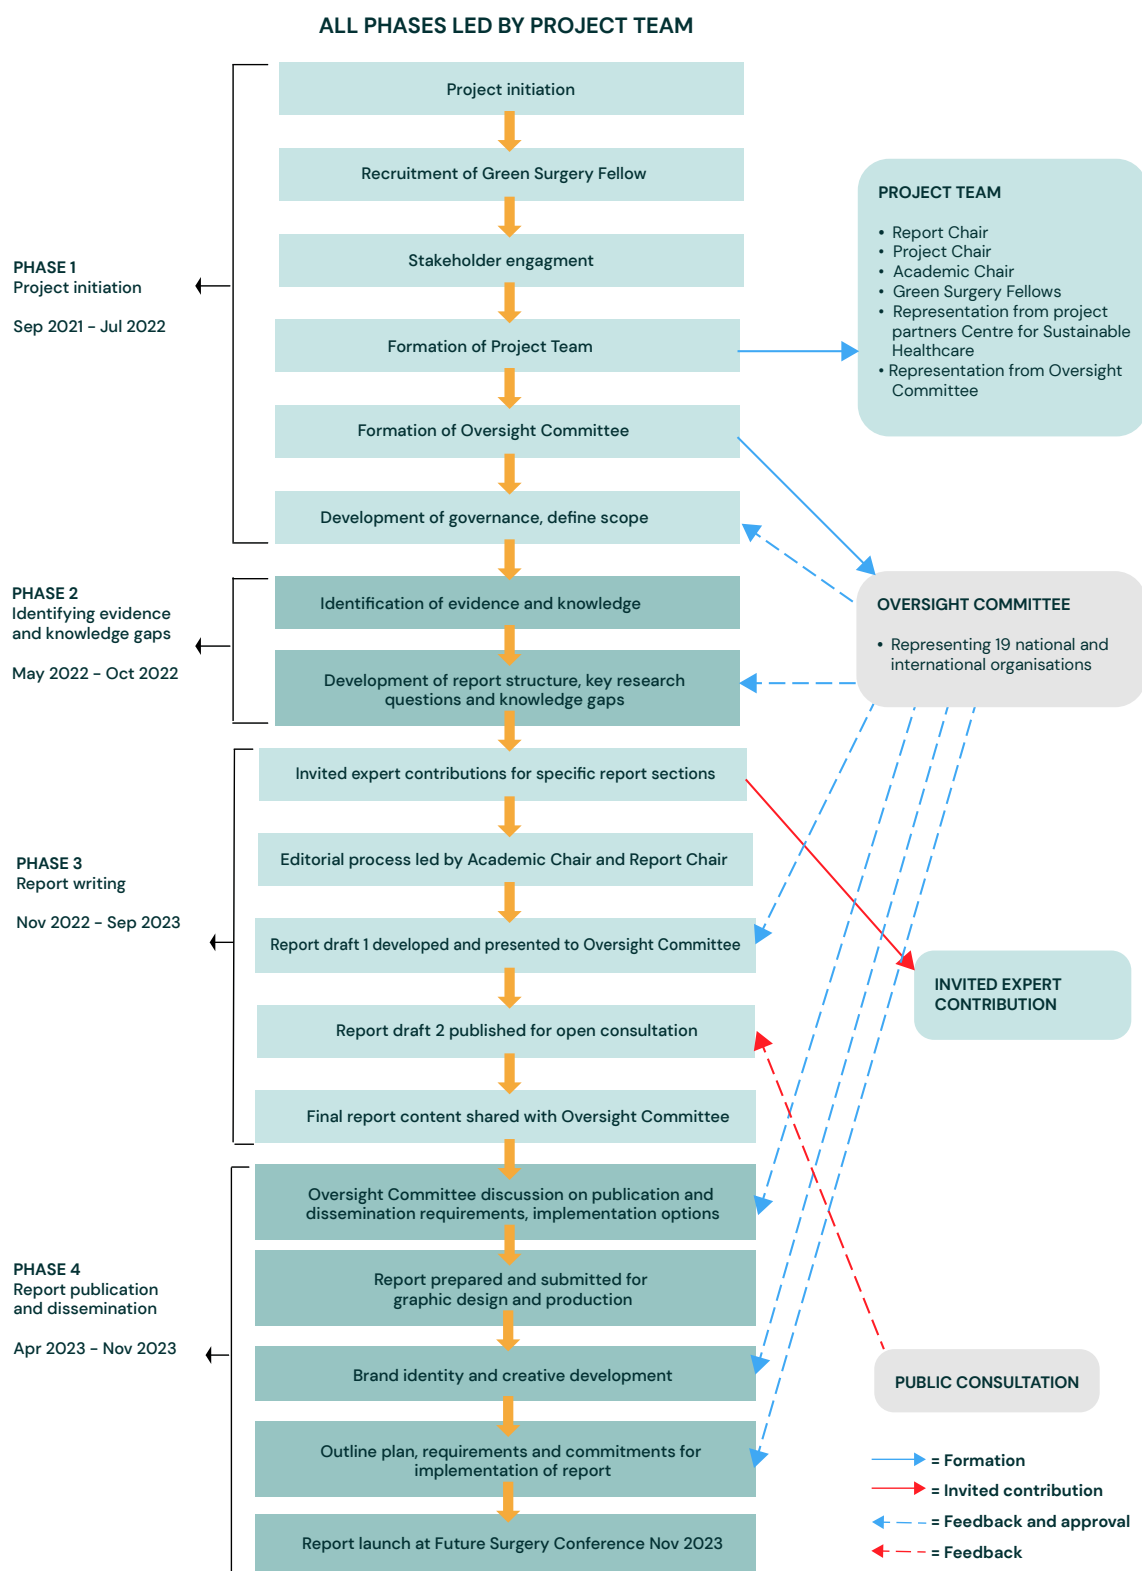 ALL PHASES LED BY PROJECT TEAM
PHASE 1
Project initiation
Sep 2021 - Jul 2022
Project initiation
Recruitment of Green Surgery Fellow
Stakeholder engagment
Formation of Project Team
Formation of Oversight Committee
Development of governance, define scope
PROJECT TEAM
• Report Chair
• Project Chair
• Academic Chair
• Green Surgery Fellows
• Representation from project
partners Centre for Sustainable
Healthcare
• Representation from Oversight
Committee
PHASE 2
Identifying evidence
and knowledge gaps
May 2022 - Oct 2022
Identification of evidence and knowledge
Development of report structure, key research
questions and knowledge gaps
OVERSIGHT COMMITTEE
• Representing 19 national and
international organisations
PHASE 3
Report writing
Nov 2022 - Sep 2023
Invited expert contributions for specific report sections
Editorial process led by Academic Chair and Report Chair
Report draft 1 developed and presented to Oversight Committee
Report draft 2 published for open consultation
Final report content shared with Oversight Committee
INVITED EXPERT
CONTRIBUTION
PHASE 4
Report publication
and dissemination
Apr 2023 - Nov 2023
Oversight Committee discussion on publication and
dissemination requirements, implementation options
Report prepared and submitted for
graphic design and production
Brand identity and creative development
Outline plan, requirements and commitments for
implementation of report
Report launch at Future Surgery Conference Nov 2023
PUBLIC CONSULTATION
= Formation
= Invited contribution
= Feedback and approval
= Feedback